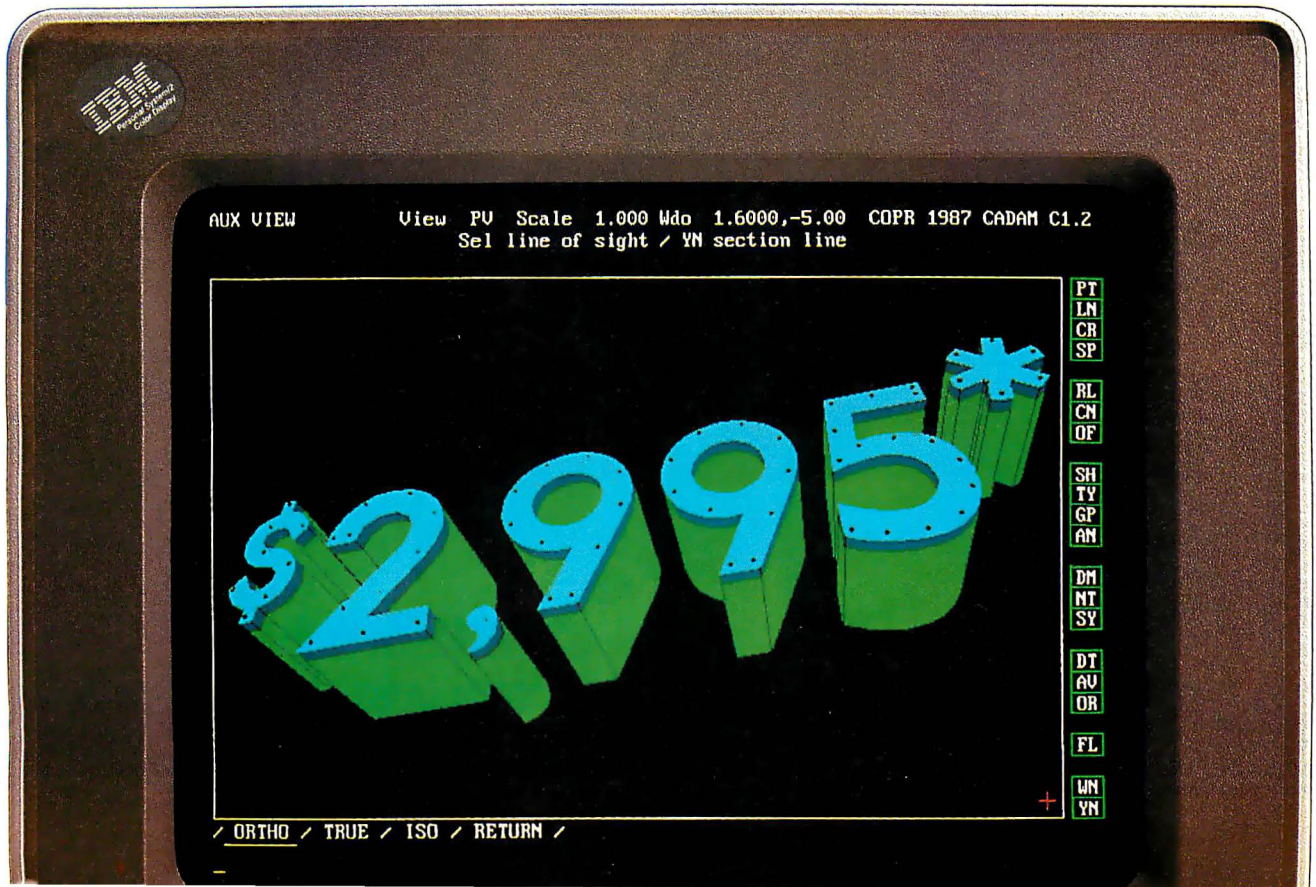 IBM
Personal System/2
Color Display
AUX VIEW View PV Scale 1.000 Wdo 1.6000,-5.00 COPR 1987 CADAM C1.2
Sel line of sight / YN section line
$2,995*
PT
LN
CR
SP
RL
CN
OF
SH
TY
GP
AN
DM
NT
SY
DT
AV
OR
FL
WN
YN
/ ORTHO / TRUE / ISO / RETURN /